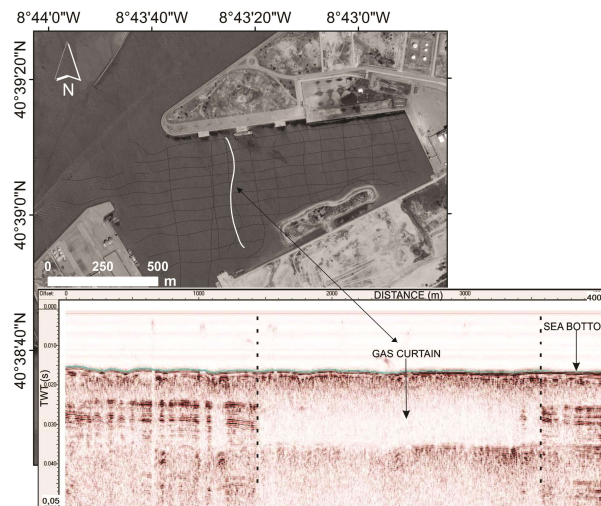 8°44'0"W 8°43'40"W 8°43'20"W 8°43'0"W
40°39'20"N
N
40°39'0"N
0 250 500
m
40°38'40"N
Offset: 0 1000 2000 DISTANCE (m) 3000 400
0.000
0.010
SEA BOTTO
GAS CURTAIN
TWT (s)
0.020
0.030
0.040
0,05